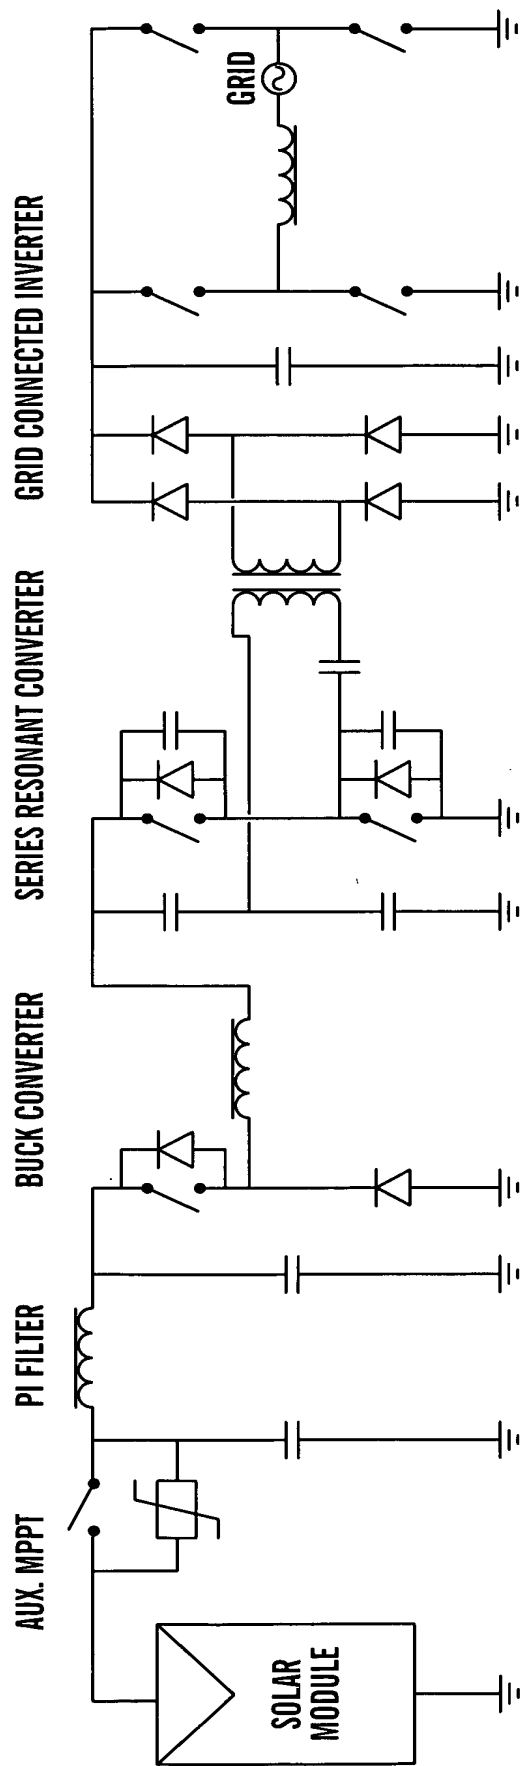 AUX. MPPT
PI FILTER
BUCK CONVERTER
SERIES RESONANT CONVERTER
GRID CONNECTED INVERTER
SOLAR
MODULE
GRID